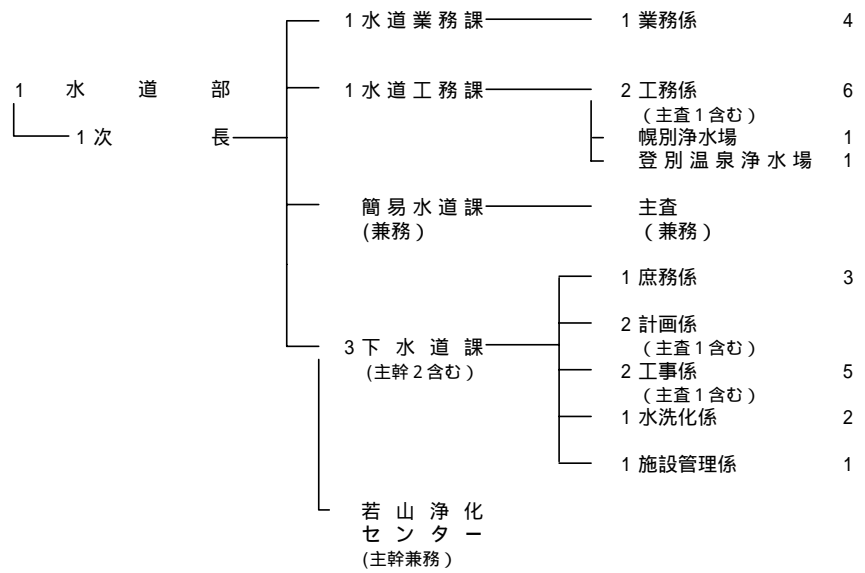 1 水道業務課 1 業務係 4
1 水道部 1 水道工務課 2 工務係 6
（主査1含む）
1 次長 幌別浄水場 1
登別温泉浄水場 1
簡易水道課 主査
(兼務） （兼務）
1 庶務係 3
2 計画係
3 下水道課 （主査1含む）
(主幹2含む） 2 工事係 5
（主査1含む）
1 水洗化係 2
1 施設管理係 1
若山浄化
センター
(主幹兼務）